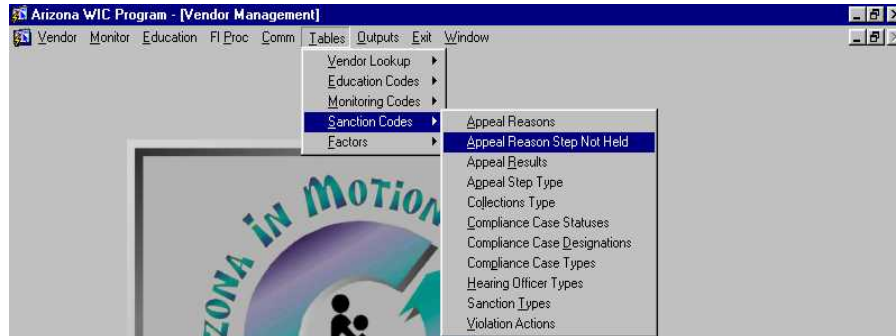 Arizona WIC Program - [Vendor Management]
Vendor Monitor Education FI Proc Comm Tables Outputs Exit Window
Vendor Lookup
Education Codes
Monitoring Codes
Sanction Codes
Factors
Appeal Reasons
Appeal Reason Step Not Held
Appeal Results
Appeal Step Type
Collections Type
Compliance Case Statuses
Compliance Case Designations
Compliance Case Types
Hearing Officer Types
Sanction Types
Violation Actions
ARIZONA IN MOTION